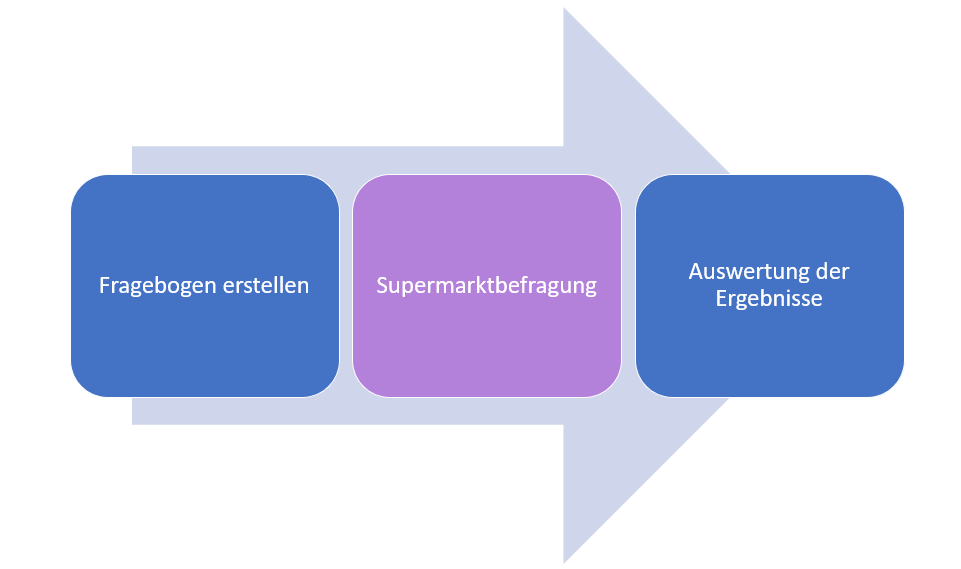 Fragebogen erstellen
Supermarktbefragung
Auswertung der
Ergebnisse